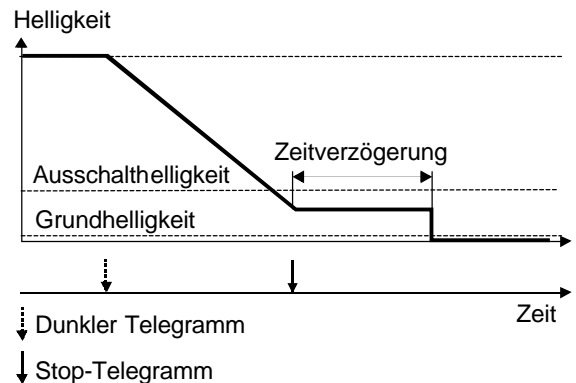 Helligkeit
Zeitverzögerung
Ausschalthelligkeit
Grundhelligkeit
Zeit
Dunkler Telegramm
Stop-Telegramm